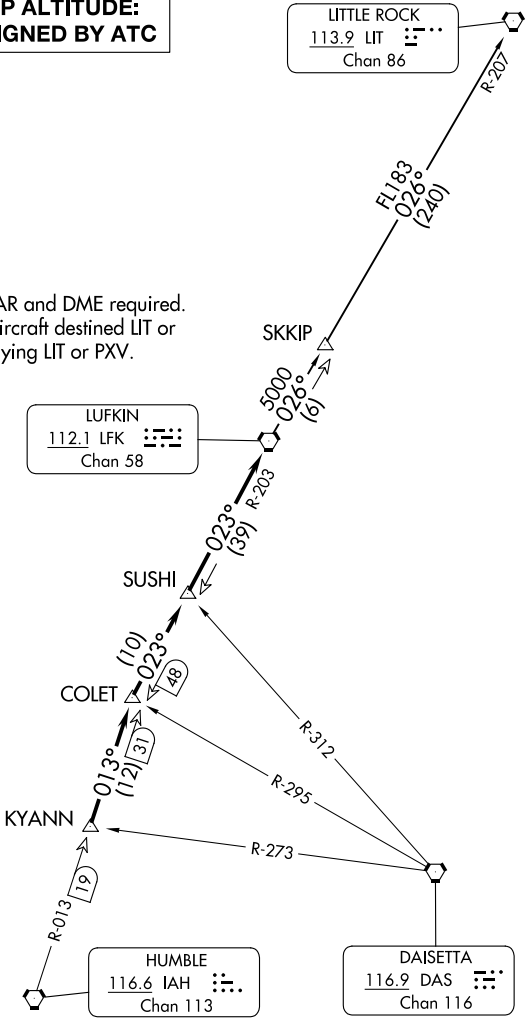 P ALTITUDE:
IGNED BY ATC
LITTLE ROCK
113.9 LIT
Chan 86
R-207
FL183
026°
(240)
AR and DME required.
ircraft destined LIT or
ying LIT or PXV.
SKKIP
5000
026°
(6)
LUFKIN
112.1 LFK
Chan 58
R-203
023°
(39)
SUSHI
(10)
023°
48
COLET
R-312
31
013°
(12)
R-295
KYANN
R-273
19
R-013
HUMBLE
116.6 IAH
Chan 113
DAISETTA
116.9 DAS
Chan 116